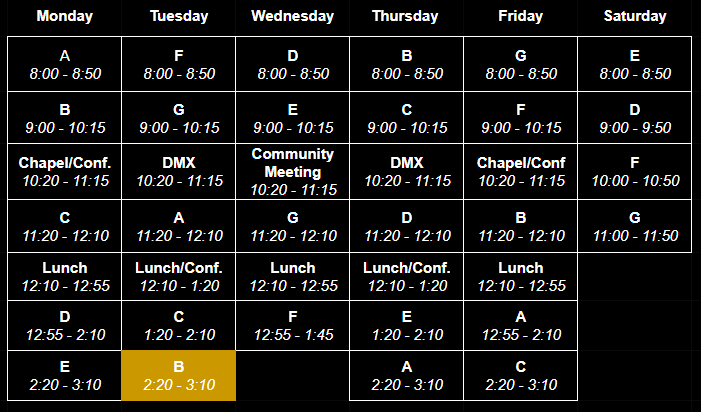 Monday Tuesday Wednesday Thursday Friday Saturday
A F D B G E
8:00 - 8:50 8:00 - 8:50 8:00 - 8:50 8:00 - 8:50 8:00 - 8:50 8:00 - 8:50
B G E C F D
9:00 - 10:15 9:00 - 10:15 9:00 - 10:15 9:00 - 10:15 9:00 - 10:15 9:00 - 9:50
Chapel/Conf. DMX Community Meeting DMX Chapel/Conf F
10:20 - 11:15 10:20 - 11:15 10:20 - 11:15 10:20 - 11:15 10:20 - 11:15 10:00 - 10:50
C A G D B G
11:20 - 12:10 11:20 - 12:10 11:20 - 12:10 11:20 - 12:10 11:20 - 12:10 11:00 - 11:50
Lunch Lunch/Conf. Lunch Lunch/Conf. Lunch
12:10 - 12:55 12:10 - 1:20 12:10 - 12:55 12:10 - 1:20 12:10 - 12:55
D C F E A
12:55 - 2:10 1:20 - 2:10 12:55 - 1:45 1:20 - 2:10 12:55 - 2:10
E B A C
2:20 - 3:10 2:20 - 3:10 2:20 - 3:10 2:20 - 3:10